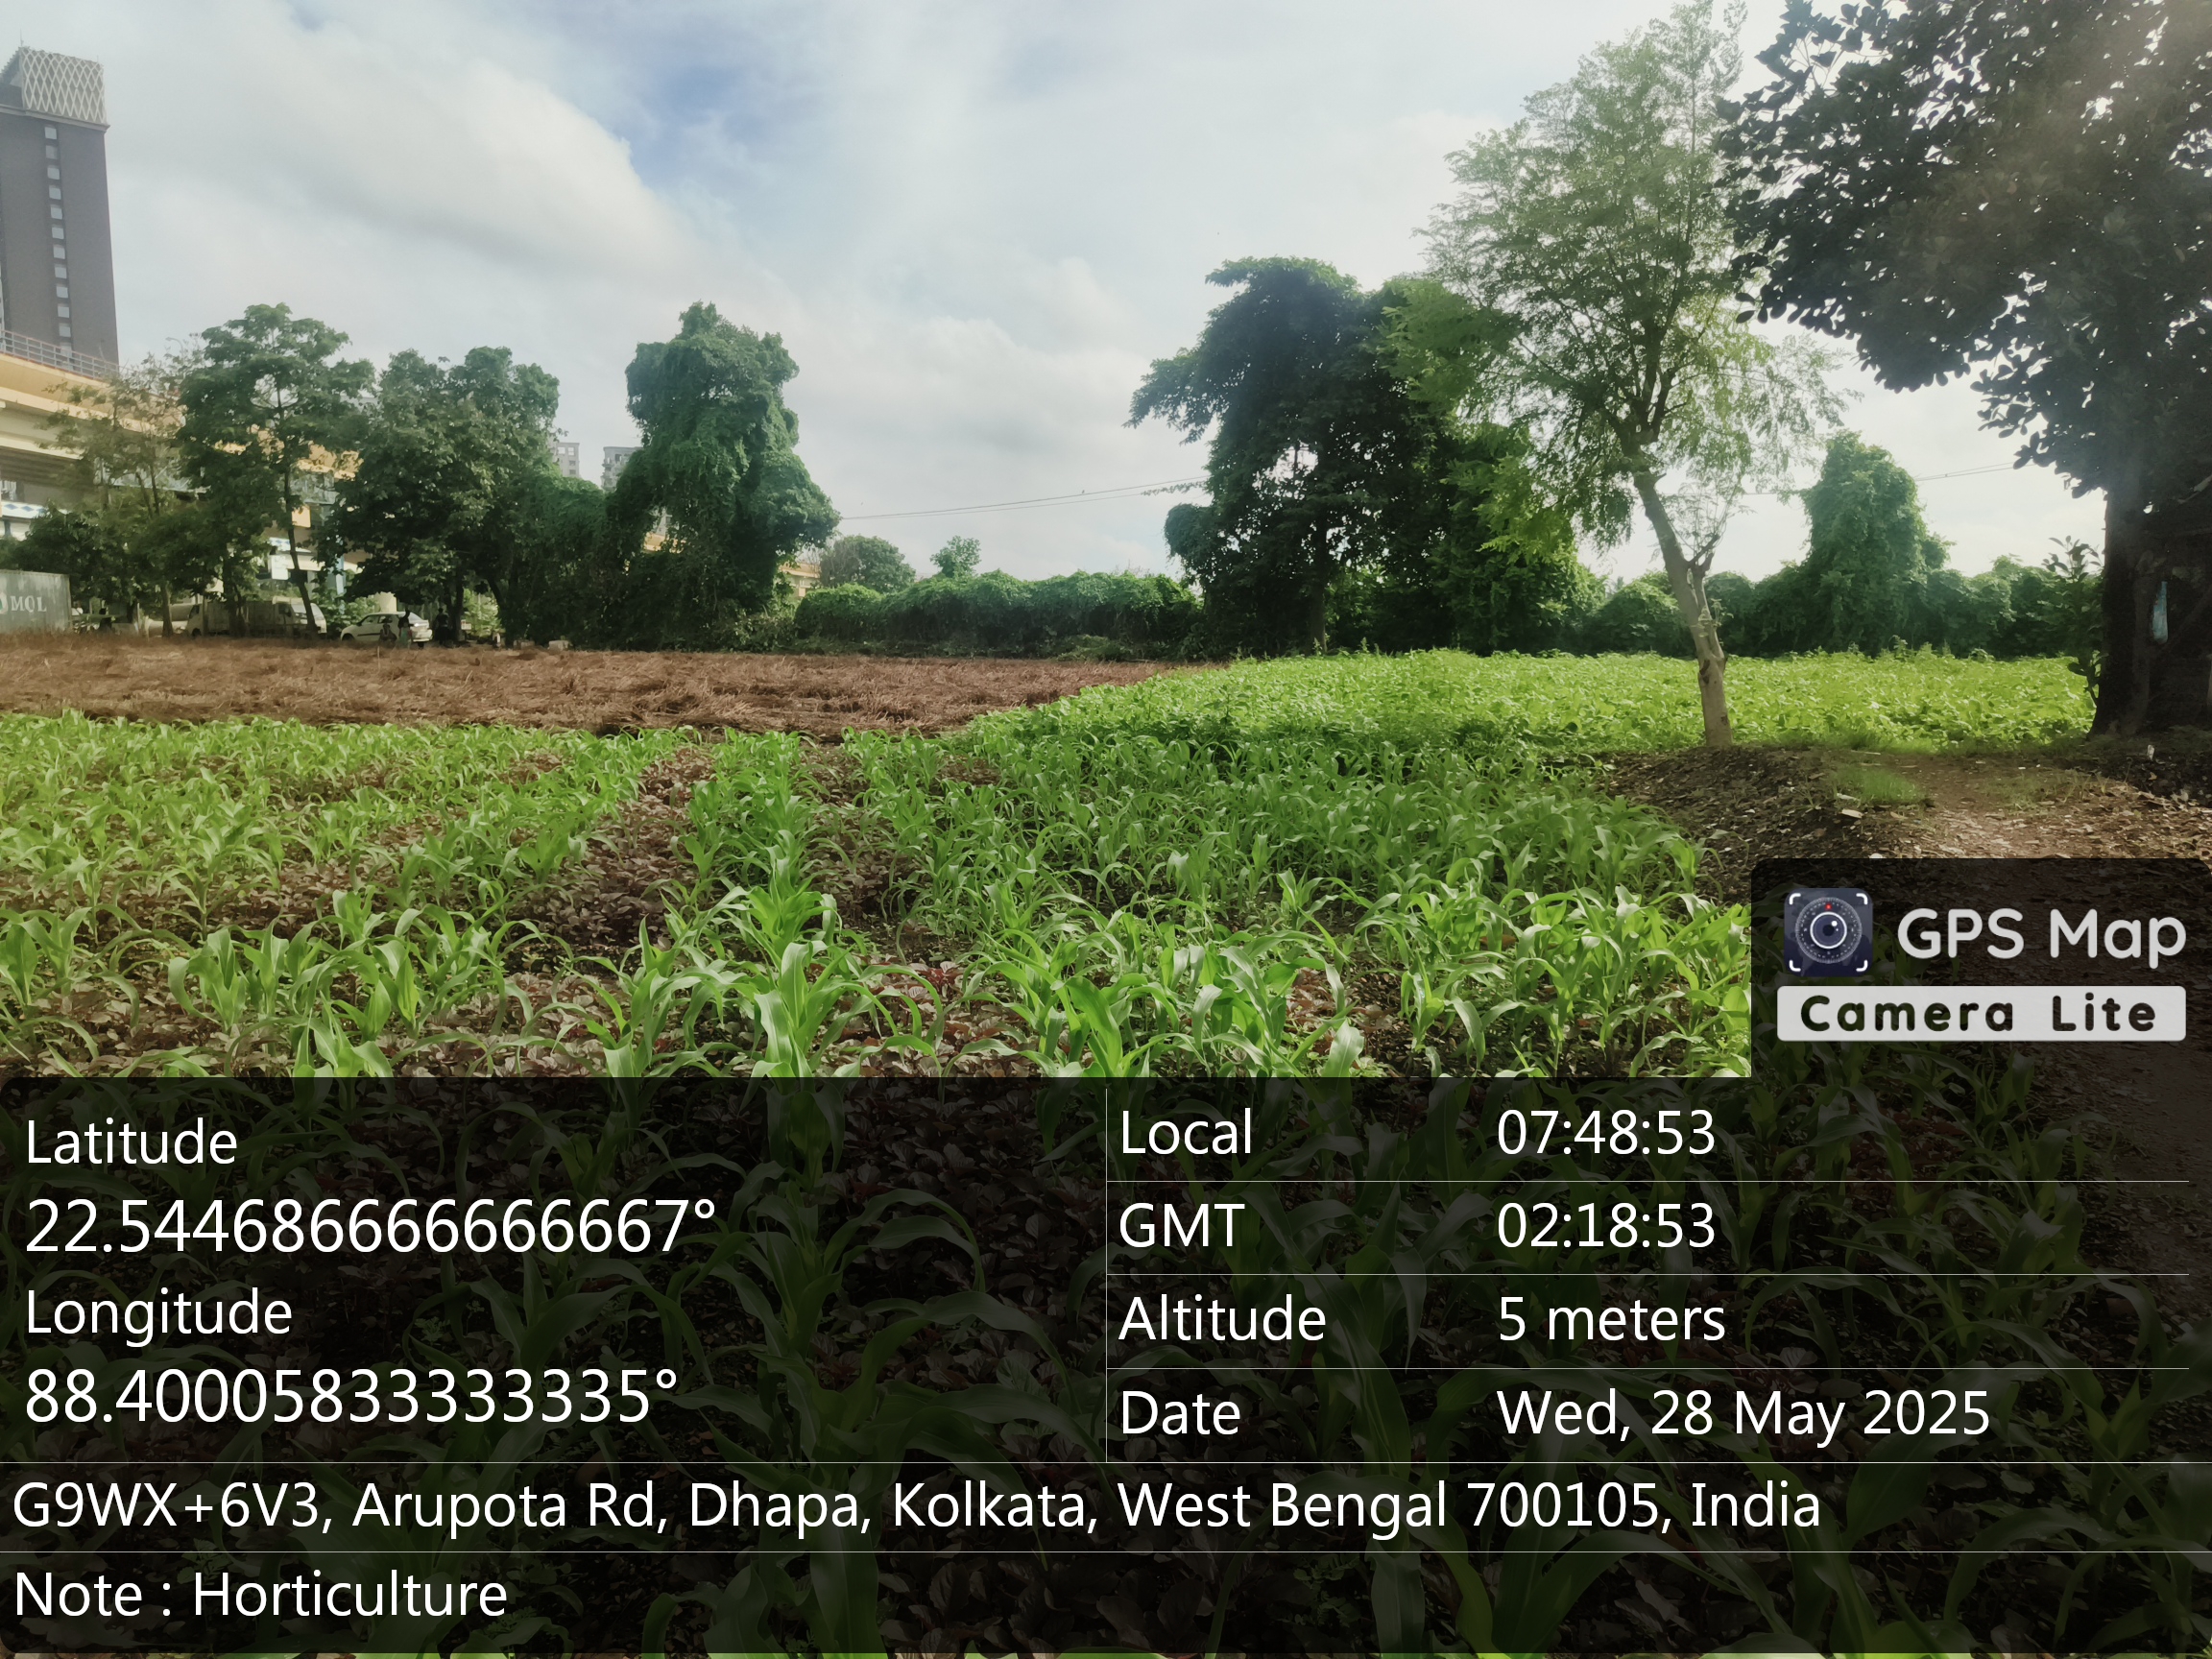 MQL
GPS Map
Camera Lite
Latitude
22.544686666666667°
Longitude
88.40005833333335°
Local 07:48:53
GMT 02:18:53
Altitude 5 meters
Date Wed, 28 May 2025
G9WX+6V3, Arupota Rd, Dhapa, Kolkata, West Bengal 700105, India
Note : Horticulture